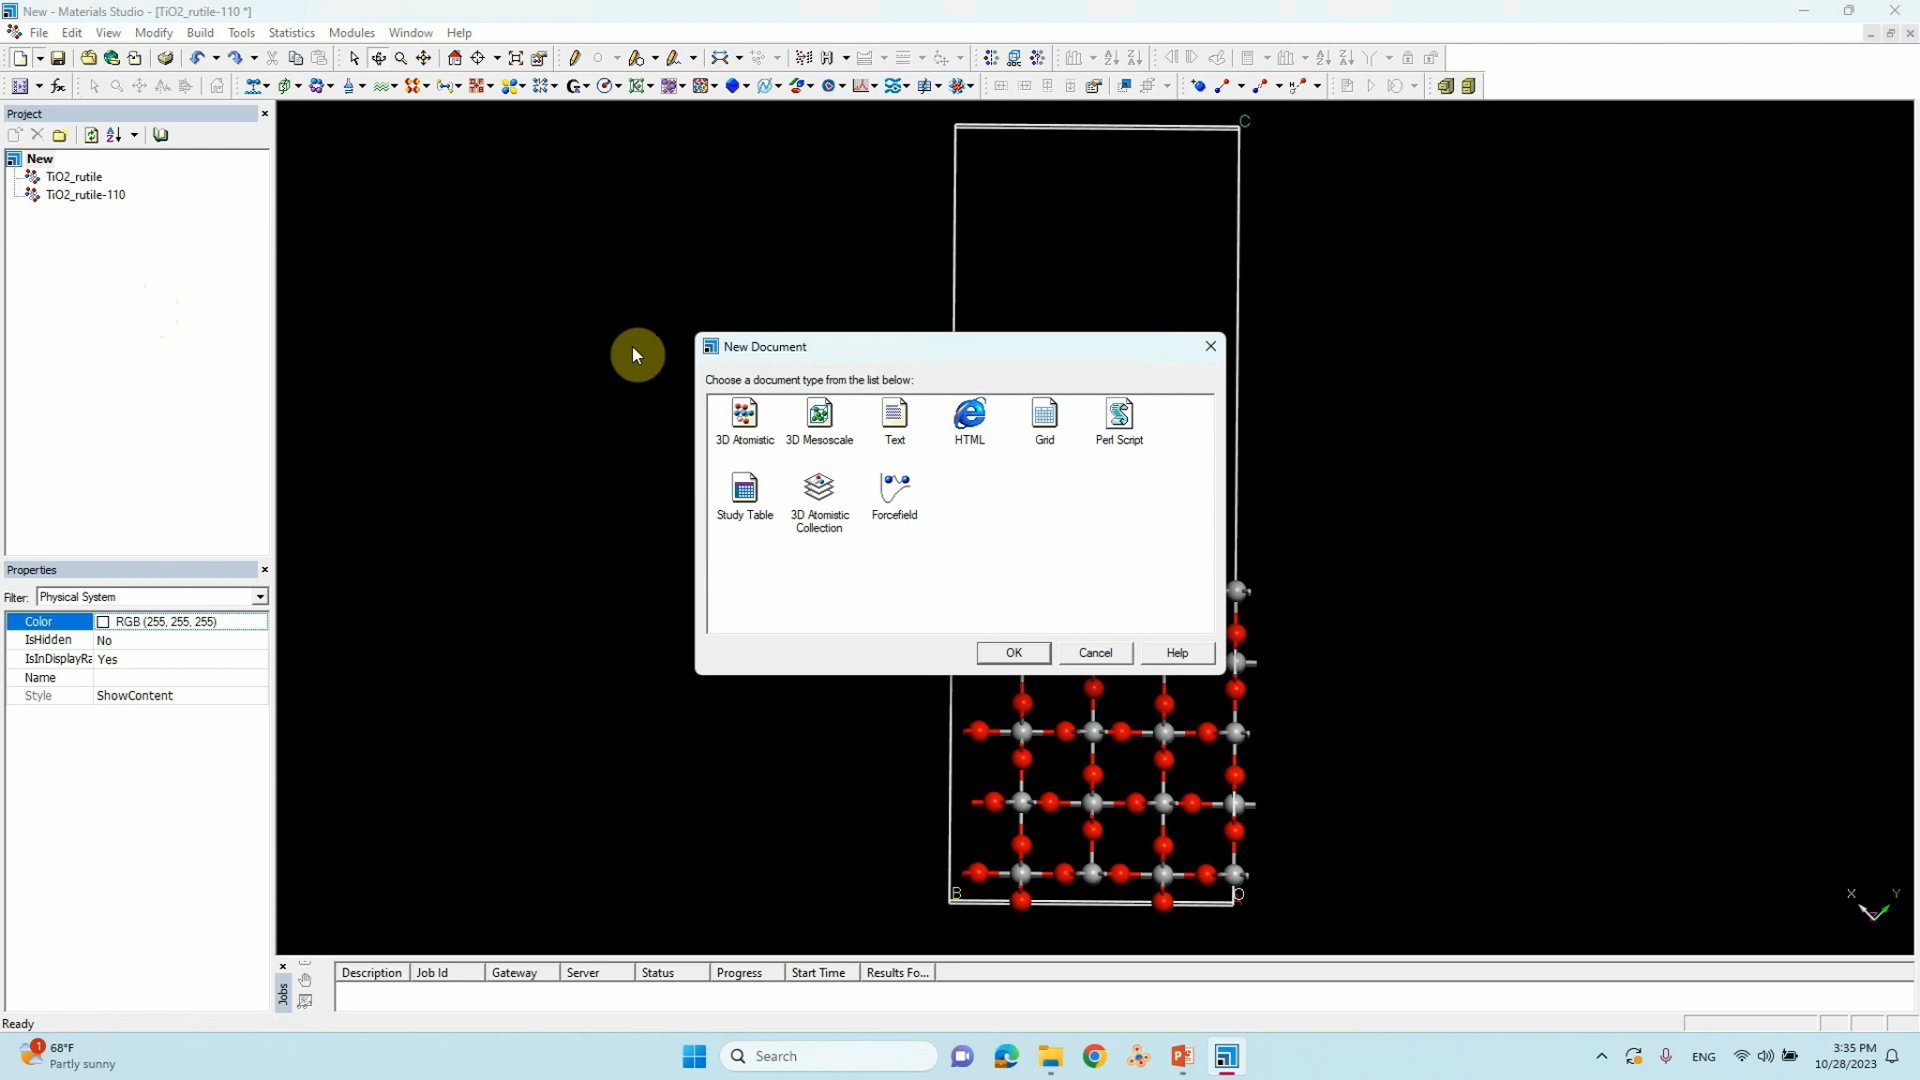 New - Materials Studio - [TiO2_rutile-110 *]
File Edit View Modify Build Tools Statistics Modules Window Help
Project
New
TiO2_rutile
TiO2_rutile-110
C
New Document
Choose a document type from the list below:
3D Atomistic 3D Mesoscale Text HTML Grid Perl Script
Study Table 3D Atomistic Collection Forcefield
OK Cancel Help
Properties
Filter: Physical System
Color RGB (255, 255, 255)
IsHidden No
IsInDisplayRa Yes
Name
Style ShowContent
B
O
X Y
Jobs
Description Job Id Gateway Server Status Progress Start Time Results Fo...
Ready
1
68°F
Partly sunny
Search
ENG
3:35 PM
10/28/2023